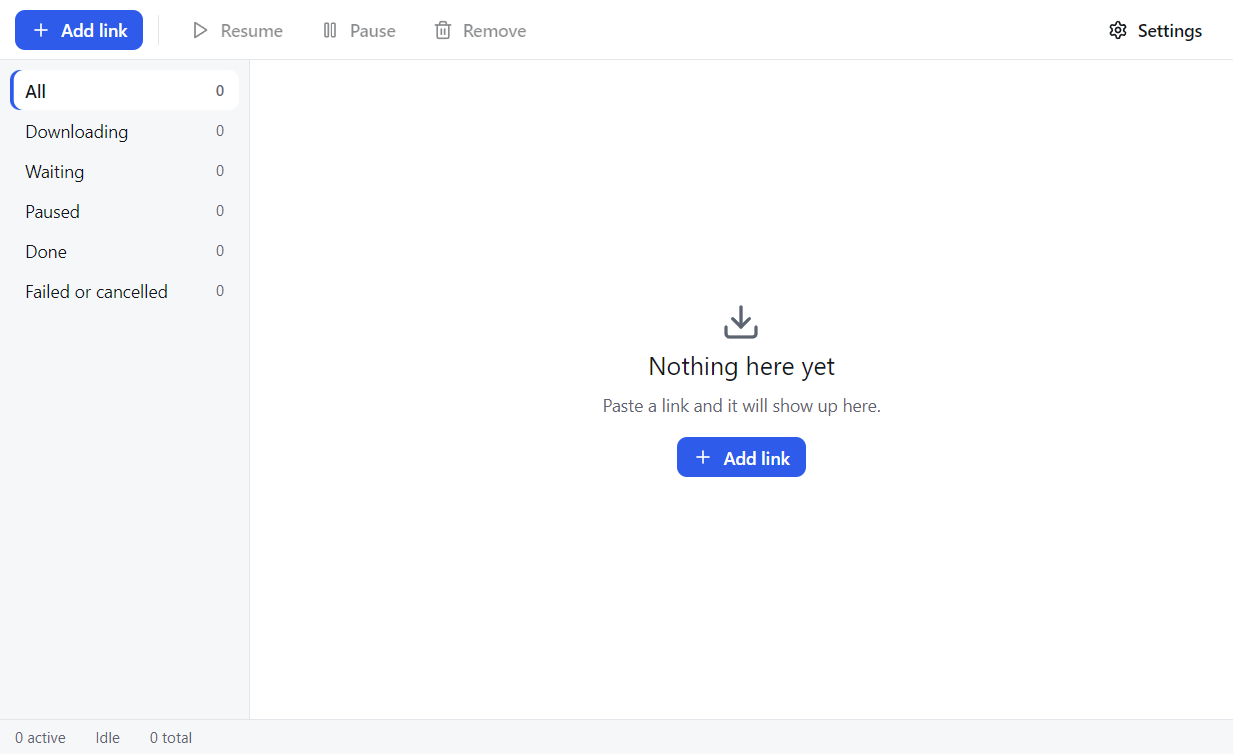 Add link
Resume
Pause
Remove
Settings
All 0
Downloading 0
Waiting 0
Paused 0
Done 0
Failed or cancelled 0
Nothing here yet
Paste a link and it will show up here.
Add link
0 active Idle 0 total